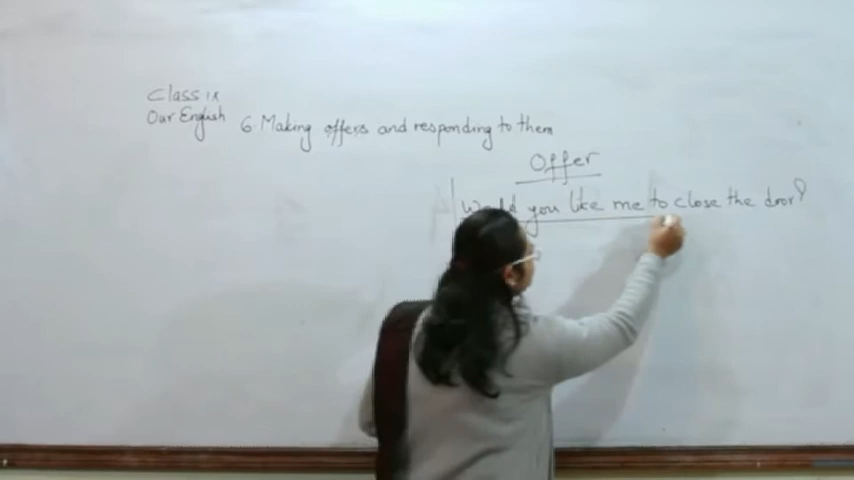 Class IX
Our English
6. Making offers and responding to them
Offer
Would you like me to close the door?